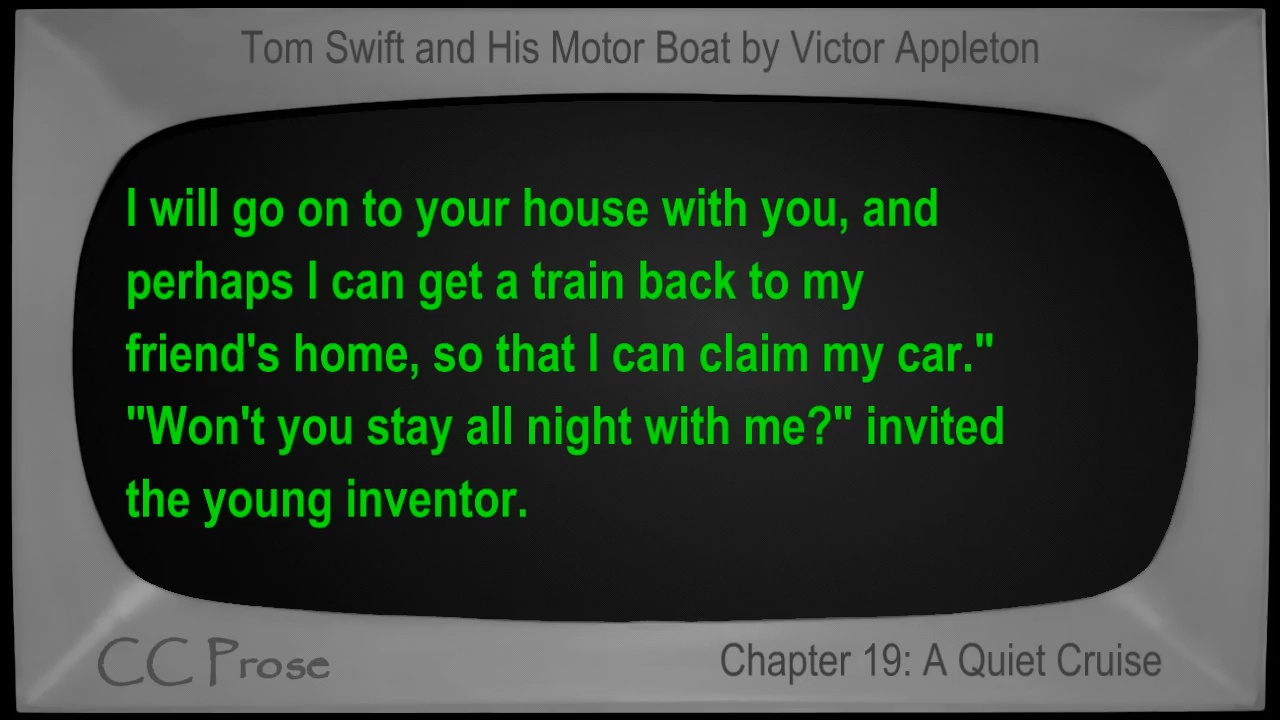 Tom Swift and His Motor Boat by Victor Appleton
I will go on to your house with you, and
perhaps I can get a train back to my
friend's home, so that I can claim my car."
"Won't you stay all night with me?" invited
the young inventor.
CC Prose
Chapter 19: A Quiet Cruise